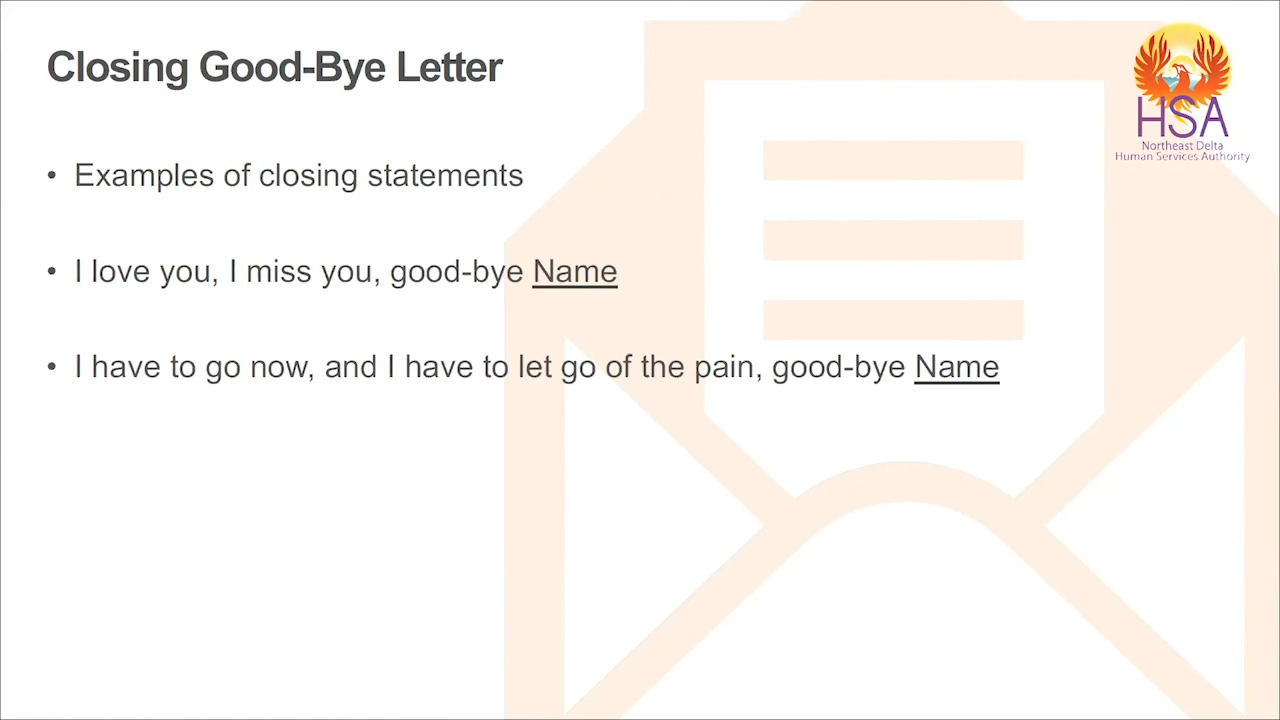 Closing Good-Bye Letter
HSA
Northeast Delta
Human Services Authority
• Examples of closing statements
• I love you, I miss you, good-bye Name
• I have to go now, and I have to let go of the pain, good-bye Name